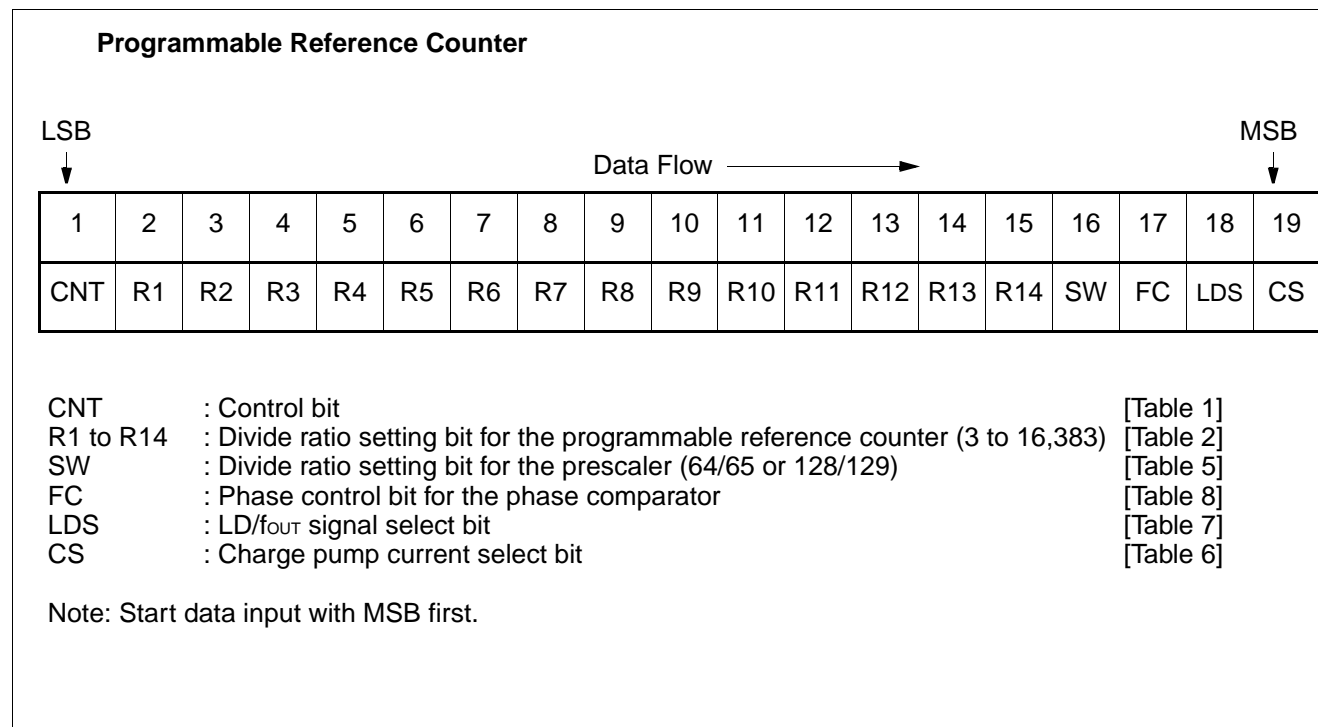 Programmable Reference Counter
LSB MSB
Data Flow
1 2 3 4 5 6 7 8 9 10 11 12 13 14 15 16 17 18 19
CNT R1 R2 R3 R4 R5 R6 R7 R8 R9 R10 R11 R12 R13 R14 SW FC LDS CS
CNT : Control bit [Table 1]
R1 to R14 : Divide ratio setting bit for the programmable reference counter (3 to 16,383) [Table 2]
SW : Divide ratio setting bit for the prescaler (64/65 or 128/129) [Table 5]
FC : Phase control bit for the phase comparator [Table 8]
LDS : LD/fOUT signal select bit [Table 7]
CS : Charge pump current select bit [Table 6]
Note: Start data input with MSB first.